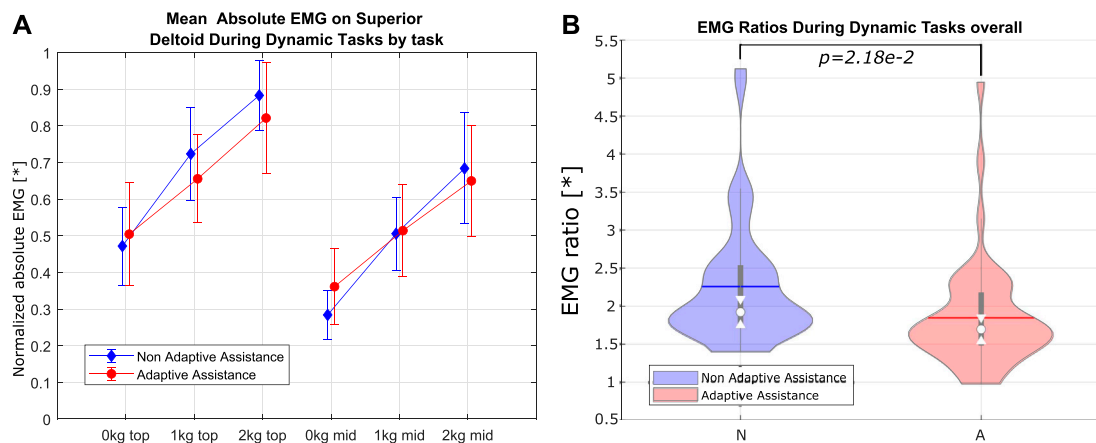 A
Mean Absolute EMG on Superior
Deltoid During Dynamic Tasks by task
Normalized absolute EMG [*]
1
0.9
0.8
0.7
0.6
0.5
0.4
0.3
0.2
0.1
0
Non Adaptive Assistance
Adaptive Assistance
0kg top 1kg top 2kg top 0kg mid 1kg mid 2kg mid
B
EMG Ratios During Dynamic Tasks overall
p=2.18e-2
EMG ratio [*]
5.5
5
4.5
4
3.5
3
2.5
2
1.5
1
0.5
Non Adaptive Assistance
Adaptive Assistance
N A